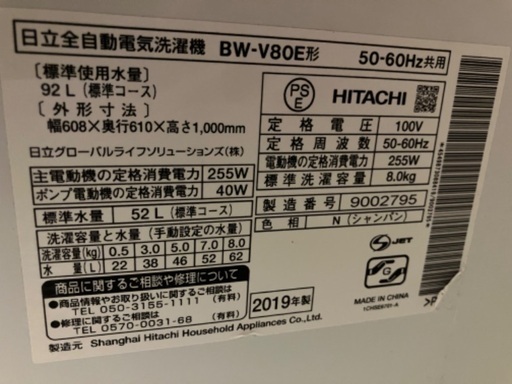 日立全自動電気洗濯機 BW-V80E形 50-60Hz共用
〔標準使用水量〕
92 L（標準コース）
〔外形寸法〕
幅608×奥行610×高さ1,000mm
日立グローバルライフソリューションズ(株)
主電動機の定格消費電力 255W
ポンプ電動機の定格消費電力 40W
標準水量 52 L（標準コース）
洗濯容量と水量（手動設定の水量）
洗濯容量(kg) 0.5 3.0 5.0 7.0 8.0
水量(L) 22 38 46 52 62
PS
E
HITACHI
定格電圧 100V
定格周波数 50-60Hz
電動機の定格消費電力 255W
標準洗濯容量 8.0kg
製造番号 9002795
色相 N（シャンパン）
S JET
G
MADE IN CHINA
>P
お客様ご相談や修理について
●商品情報やお取り扱いに関するご相談
TEL 050-3155-1111 （有料）
●修理に関するご相談
TEL 0570-0031-68 （有料）
2019年製
製造元 Shanghai Hitachi Household Appliances Co.,Ltd.